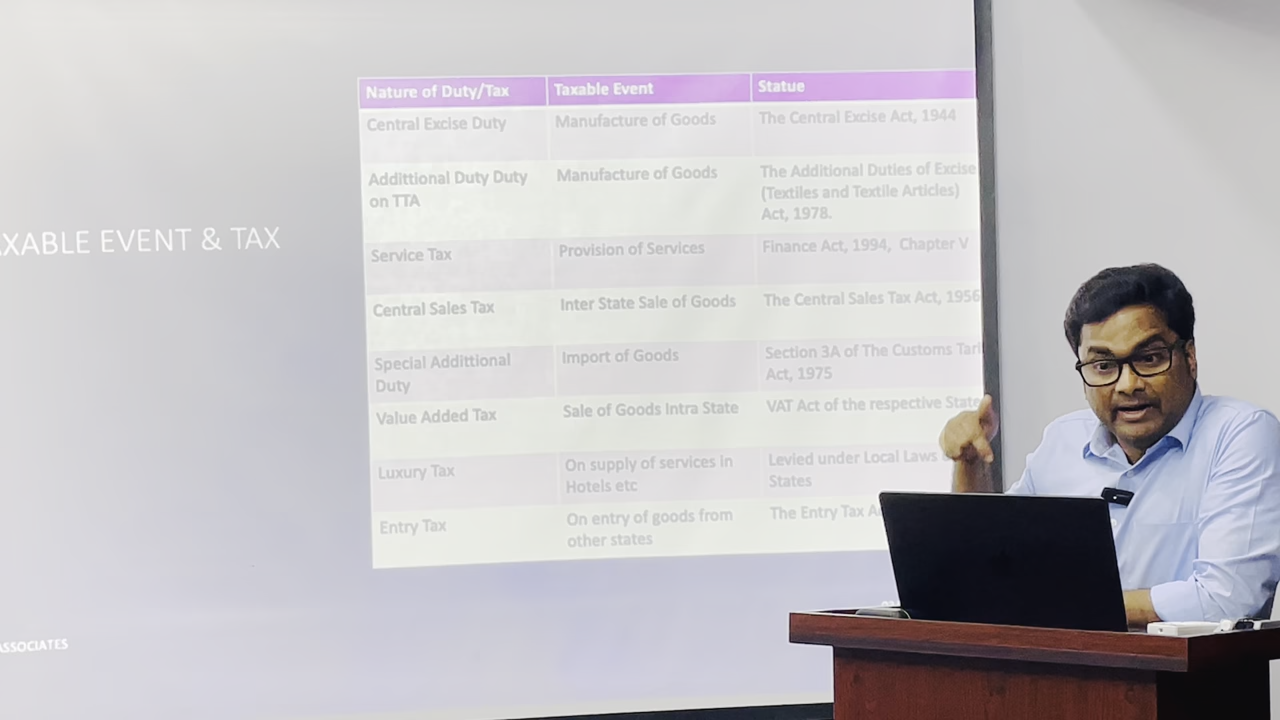 AXABLE EVENT & TAX
Nature of Duty/Tax Taxable Event Statue
Central Excise Duty Manufacture of Goods The Central Excise Act, 1944
Addittional Duty Duty Manufacture of Goods The Additional Duties of Excise
on TTA (Textiles and Textile Articles)
Act, 1978.
Service Tax Provision of Services Finance Act, 1994, Chapter V
Central Sales Tax Inter State Sale of Goods The Central Sales Tax Act, 1956
Special Addittional Import of Goods Section 3A of The Customs Tari
Duty Act, 1975
Value Added Tax Sale of Goods Intra State VAT Act of the respective State
Luxury Tax On supply of services in Levied under Local Laws
Hotels etc States
Entry Tax On entry of goods from The Entry Tax
other states
ASSOCIATES